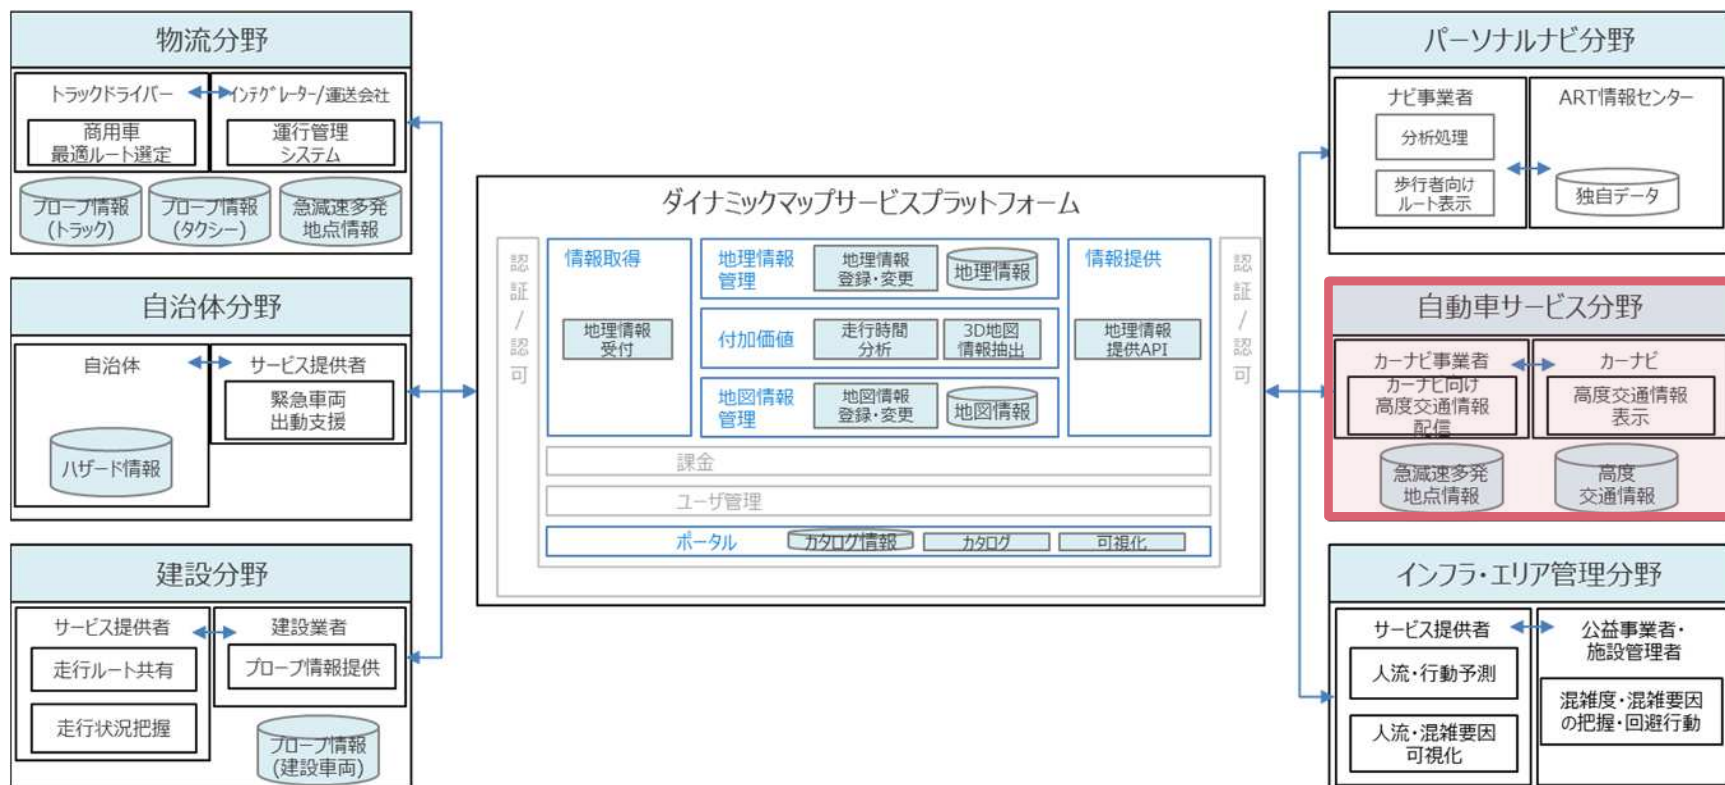 物流分野
トラックドライバー
インテグレーター/運送会社
商用車
最適ルート選定
運行管理
システム
プローブ情報
(トラック)
プローブ情報
(タクシー)
急減速多発
地点情報
自治体分野
自治体
サービス提供者
緊急車両
出動支援
ハザード情報
建設分野
サービス提供者
建設業者
走行ルート共有
プローブ情報提供
走行状況把握
プローブ情報
(建設車両)
ダイナミックマップサービスプラットフォーム
認証/認可
情報取得
地理情報
受付
地理情報
管理
地理情報
登録・変更
地理情報
付加価値
走行時間
分析
3D地図
情報抽出
地図情報
管理
地図情報
登録・変更
地図情報
情報提供
地理情報
提供API
認証/認可
課金
ユーザ管理
ポータル
カタログ情報
カタログ
可視化
パーソナルナビ分野
ナビ事業者
ART情報センター
分析処理
歩行者向け
ルート表示
独自データ
自動車サービス分野
カーナビ事業者
カーナビ
カーナビ向け
高度交通情報
配信
高度交通情報
表示
急減速多発
地点情報
高度
交通情報
インフラ・エリア管理分野
サービス提供者
公益事業者・
施設管理者
人流・行動予測
人流・混雑要因
可視化
混雑度・混雑要因
の把握・回避行動